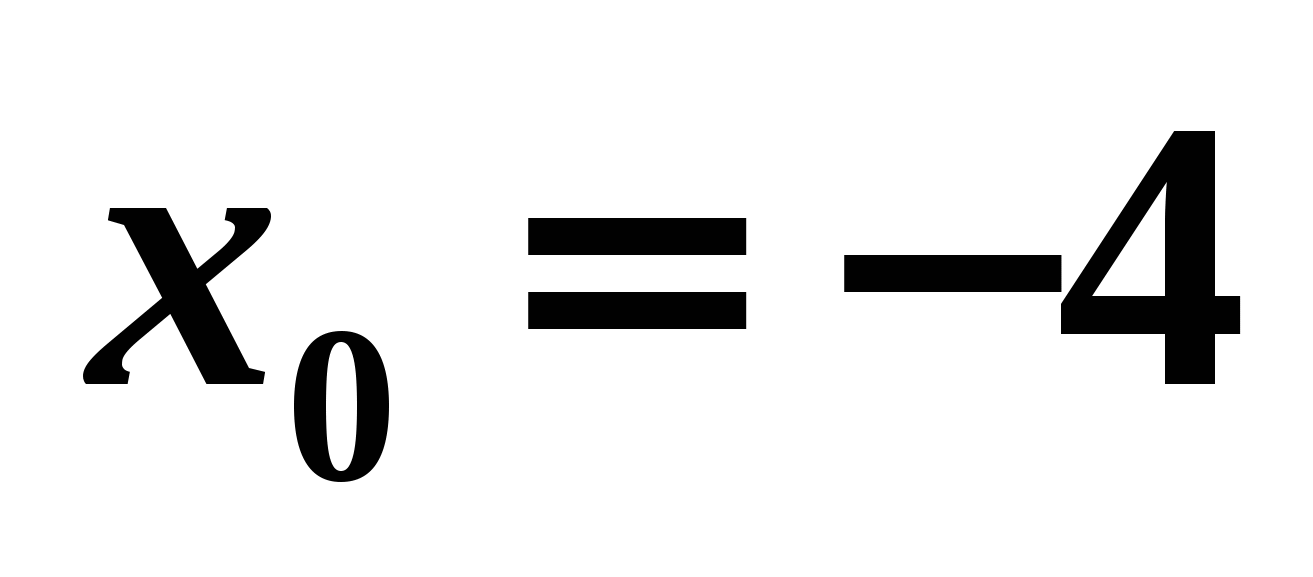 x₀ = −4